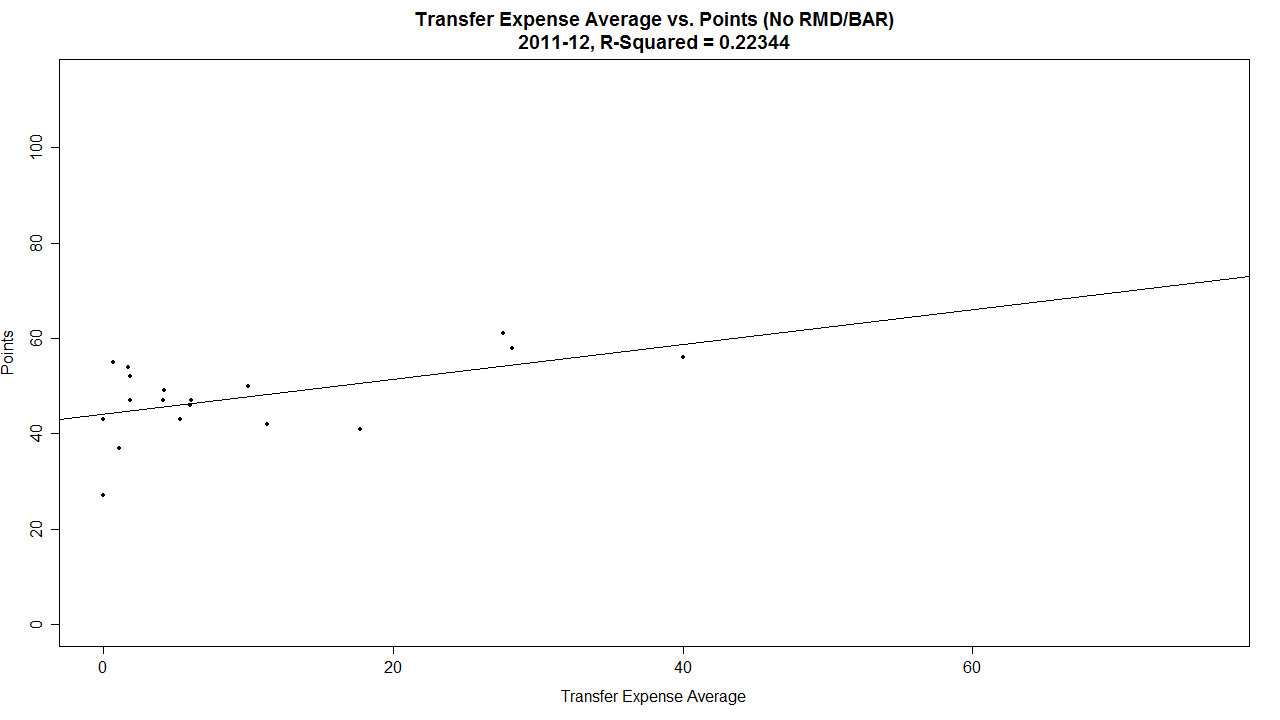 Transfer Expense Average vs. Points (No RMD/BAR)
2011-12, R-Squared = 0.22344
100
80
60
40
20
0
Points
0 20 40 60
Transfer Expense Average